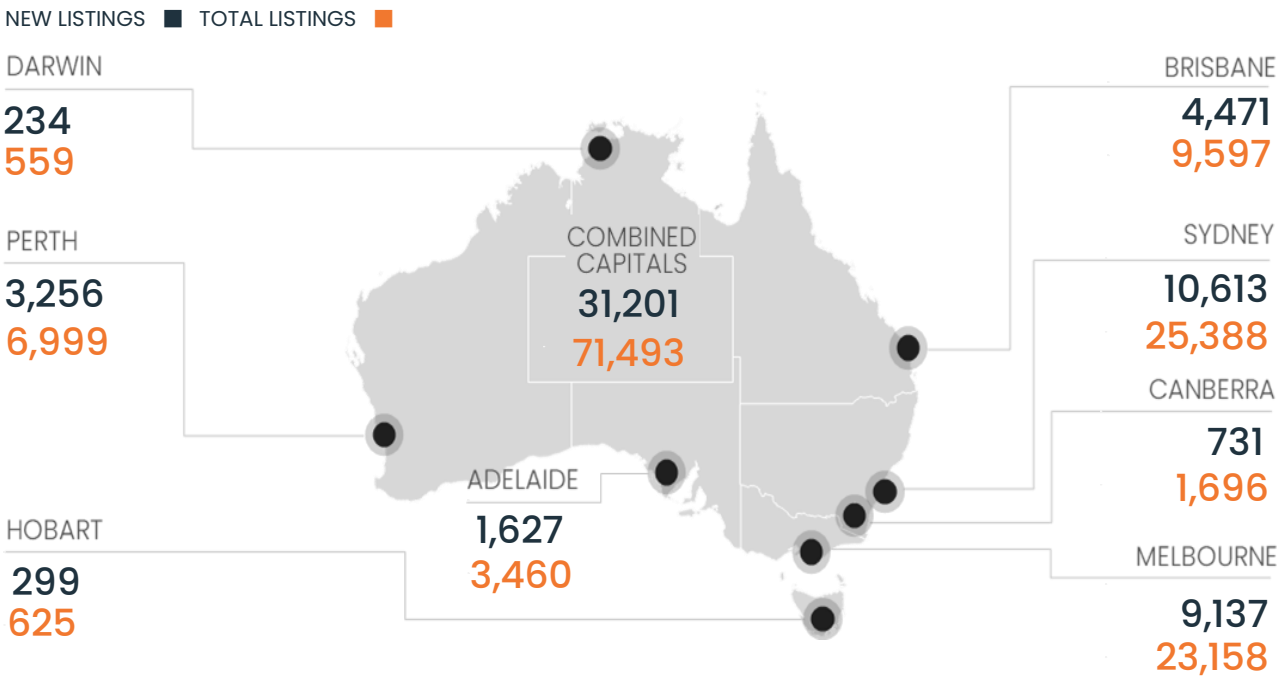 NEW LISTINGS TOTAL LISTINGS
DARWIN
234
559
PERTH
3,256
6,999
HOBART
299
625
COMBINED
CAPITALS
31,201
71,493
ADELAIDE
1,627
3,460
BRISBANE
4,471
9,597
SYDNEY
10,613
25,388
CANBERRA
731
1,696
MELBOURNE
9,137
23,158